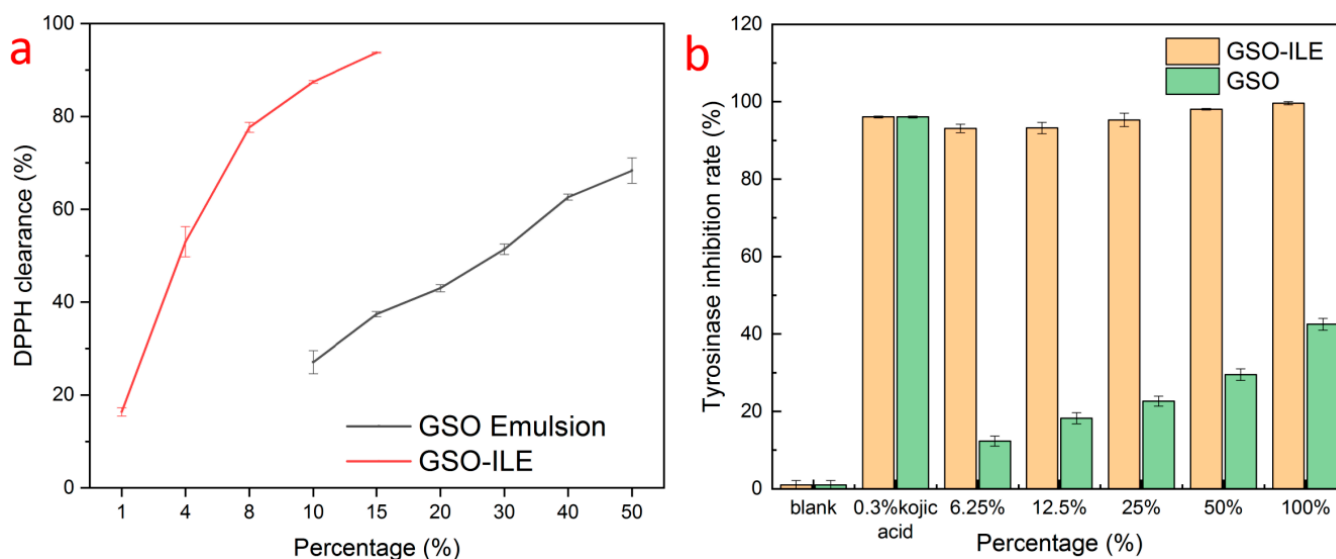 a
DPPH clearance (%)
100
80
60
40
20
0
GSO Emulsion
GSO-ILE
1 4 8 10 15 20 30 40 50
Percentage (%)
b
Tyrosinase inhibition rate (%)
120
100
80
60
40
20
0
GSO-ILE
GSO
blank 0.3%kojic 6.25% 12.5% 25% 50% 100%
acid
Percentage (%)